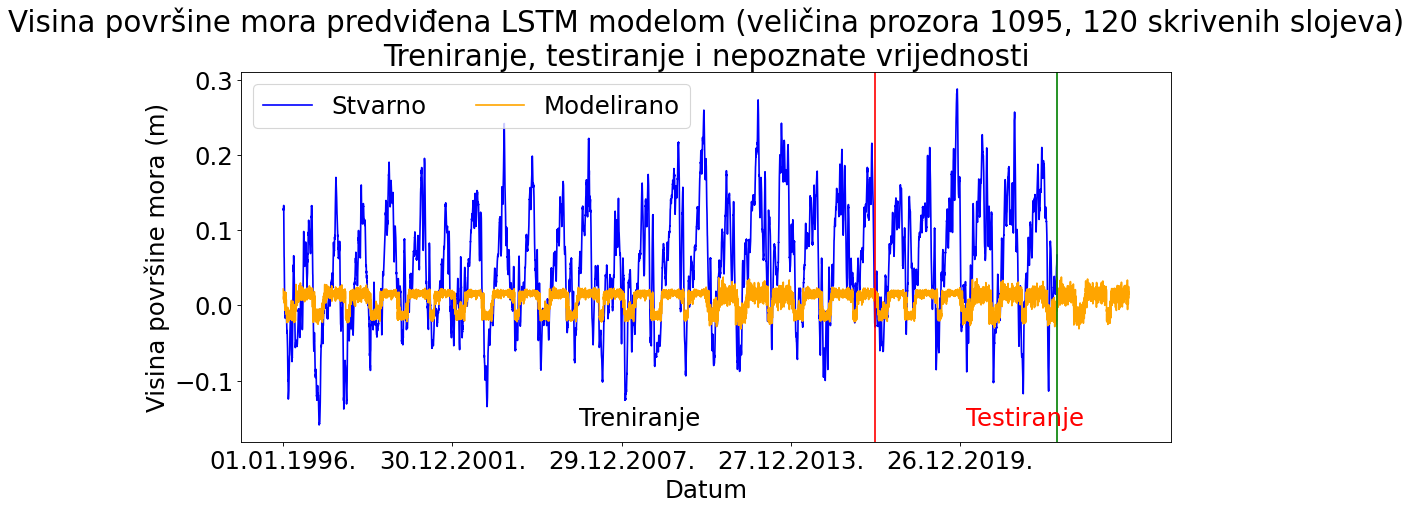 Visina površine mora predviđena LSTM modelom (veličina prozora 1095, 120 skrivenih slojeva)
Treniranje, testiranje i nepoznate vrijednosti
Stvarno
Modelirano
Visina površine mora (m)
0.3
0.2
0.1
0.0
−0.1
Treniranje
Testiranje
01.01.1996.
30.12.2001.
29.12.2007.
27.12.2013.
26.12.2019.
Datum